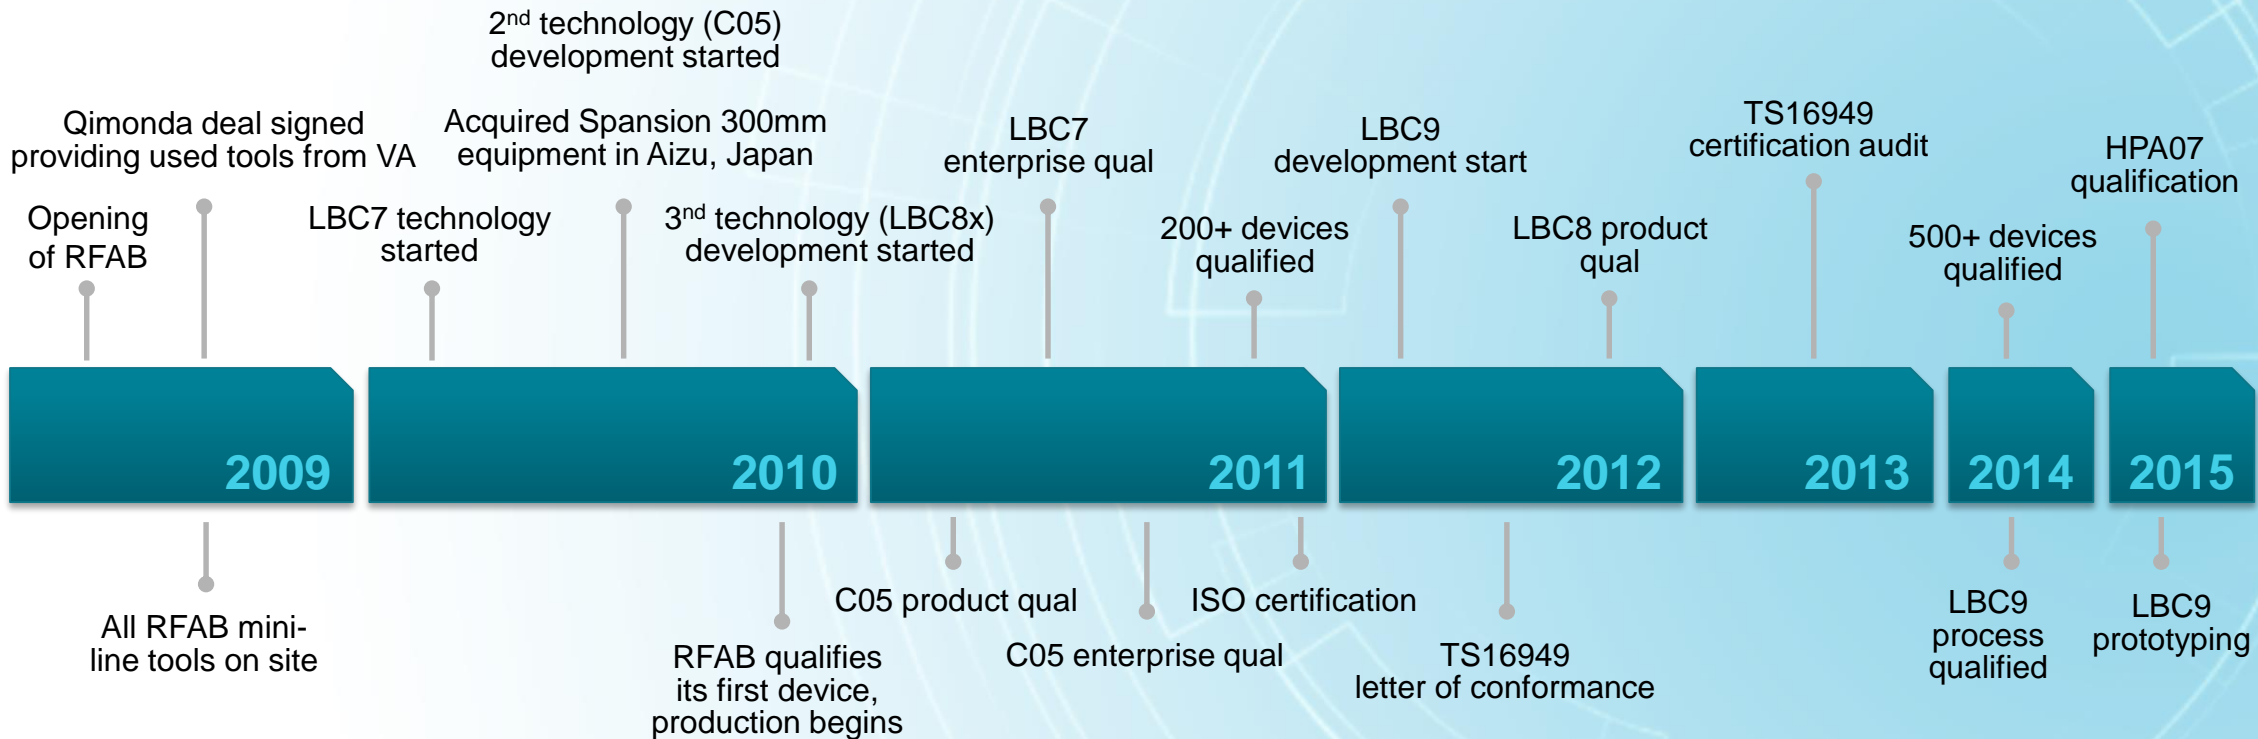 2nd technology (C05)
development started
Qimonda deal signed
providing used tools from VA
Acquired Spansion 300mm
equipment in Aizu, Japan
LBC7
enterprise qual
LBC9
development start
TS16949
certification audit
HPA07
qualification
Opening
of RFAB
LBC7 technology
started
3nd technology (LBC8x)
development started
200+ devices
qualified
LBC8 product
qual
500+ devices
qualified
2009
2010
2011
2012
2013
2014
2015
All RFAB mini-
line tools on site
RFAB qualifies
its first device,
production begins
C05 product qual
C05 enterprise qual
ISO certification
TS16949
letter of conformance
LBC9
process
qualified
LBC9
prototyping